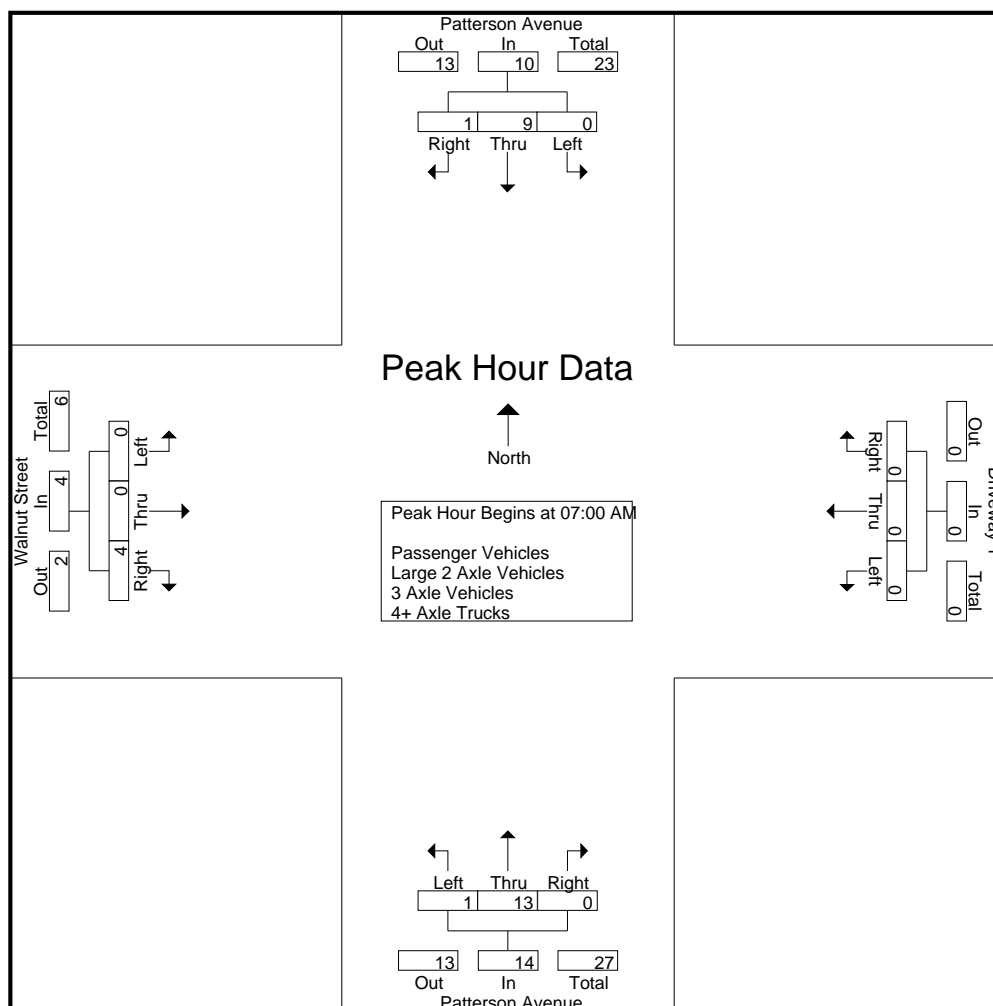 Patterson Avenue
Out In Total
13 10 23
1 9 0
Right Thru Left
Peak Hour Data
North
Peak Hour Begins at 07:00 AM
Passenger Vehicles
Large 2 Axle Vehicles
3 Axle Vehicles
4+ Axle Trucks
Walnut Street
Out In Total
2 4 6
4 0 0
Right Thru Left
Out In Total
0 0 0
Right Thru Left
0 0 0
Left Thru Right
1 13 0
13 14 27
Out In Total
Patterson Avenue